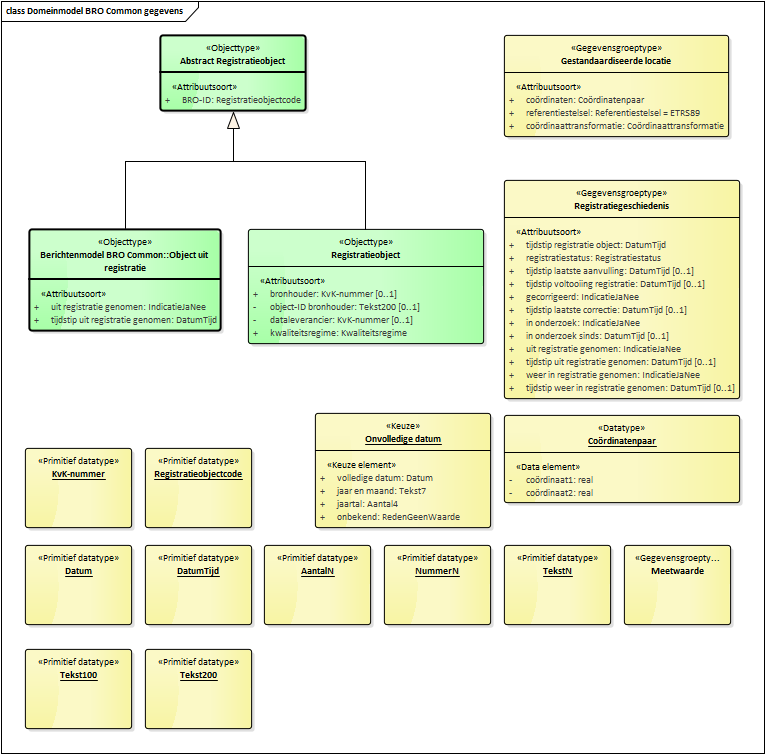 class Domeinmodel BRO Common gegevens
«Objecttype»
Abstract Registratieobject
«Attribuutsoort»
+ BRO-ID: Registratieobjectcode
«Gegevensgroeptype»
Gestandaardiseerde locatie
«Attribuutsoort»
+ coördinaten: Coördinatenpaar
+ referentiestelsel: Referentiestelsel = ETRS89
+ coördinaattransformatie: Coördinaattransformatie
«Gegevensgroeptype»
Registratiegeschiedenis
«Attribuutsoort»
+ tijdstip registratie object: DatumTijd
+ registratiestatus: Registratiestatus
+ tijdstip laatste aanvulling: DatumTijd [0..1]
+ tijdstip voltooiing registratie: DatumTijd [0..1]
+ gecorrigeerd: IndicatieJaNee
+ tijdstip laatste correctie: DatumTijd [0..1]
+ in onderzoek: IndicatieJaNee
+ in onderzoek sinds: DatumTijd [0..1]
+ uit registratie genomen: IndicatieJaNee
+ tijdstip uit registratie genomen: DatumTijd [0..1]
+ weer in registratie genomen: IndicatieJaNee
+ tijdstip weer in registratie genomen: DatumTijd [0..1]
«Objecttype»
Berichtenmodel BRO Common::Object uit
registratie
«Attribuutsoort»
+ uit registratie genomen: IndicatieJaNee
+ tijdstip uit registratie genomen: DatumTijd
«Objecttype»
Registratieobject
«Attribuutsoort»
+ bronhouder: KvK-nummer [0..1]
- object-ID bronhouder: Tekst200 [0..1]
- dataleverancier: KvK-nummer [0..1]
+ kwaliteitsregime: Kwaliteitsregime
«Primitief datatype»
KvK-nummer
«Primitief datatype»
Registratieobjectcode
«Keuze»
Onvolledige datum
«Keuze element»
+ volledige datum: Datum
+ jaar en maand: Tekst7
+ jaartal: Aantal4
+ onbekend: RedenGeenWaarde
«Datatype»
Coördinatenpaar
«Data element»
- coördinaat1: real
- coördinaat2: real
«Primitief datatype»
Datum
«Primitief datatype»
DatumTijd
«Primitief datatype»
AantalN
«Primitief datatype»
NummerN
«Primitief datatype»
TekstN
«Gegevensgroepty...
Meetwaarde
«Primitief datatype»
Tekst100
«Primitief datatype»
Tekst200